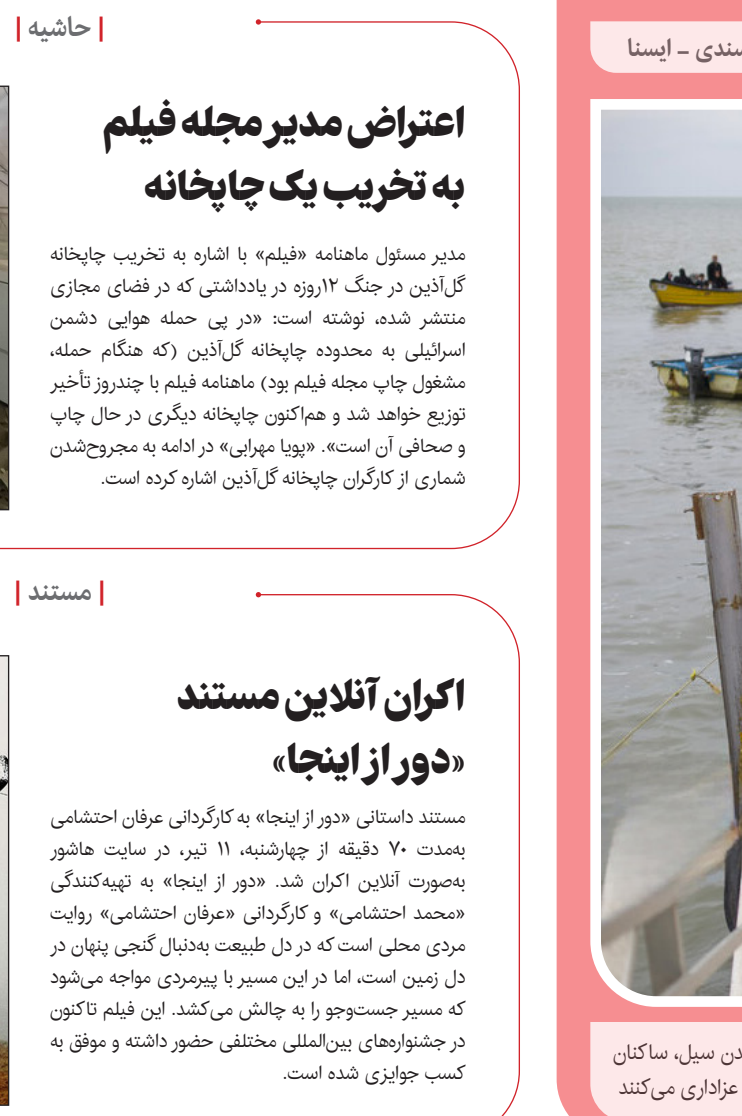 | حاشیه |
اعتراض مدیر مجله فیلم
به تخریب یک چاپخانه
مدیر مسئول ماهنامه «فیلم» با اشاره به تخریب چاپخانه
گل‌آذین در جنگ ۱۲روزه در یادداشتی که در فضای مجازی
منتشر شده، نوشته است: «در پی حمله هوایی دشمن
اسرائیلی به محدوده چاپخانه گل‌آذین (که هنگام حمله،
مشغول چاپ مجله فیلم بود) ماهنامه فیلم با چندروز تأخیر
توزیع خواهد شد و هم‌اکنون چاپخانه دیگری در حال چاپ
و صحافی آن است». «پویا مهرابی» در ادامه به مجروح‌شدن
شماری از کارگران چاپخانه گل‌آذین اشاره کرده است.
| مستند |
اکران آنلاین مستند
«دور از اینجا»
مستند داستانی «دور از اینجا» به کارگردانی عرفان احتشامی
به‌مدت ۷۰ دقیقه از چهارشنبه، ۱۱ تیر، در سایت هاشور
به‌صورت آنلاین اکران شد. «دور از اینجا» به تهیه‌کنندگی
«محمد احتشامی» و کارگردانی «عرفان احتشامی» روایت
مردی محلی است که در دل طبیعت به‌دنبال گنجی پنهان در
دل زمین است، اما در این مسیر با پیرمردی مواجه می‌شود
که مسیر جست‌وجو را به چالش می‌کشد. این فیلم تاکنون
در جشنواره‌های بین‌المللی مختلفی حضور داشته و موفق به
کسب جوایزی شده است.
ـ ایسنا
سیل، ساکنان
عزاداری می‌کنند